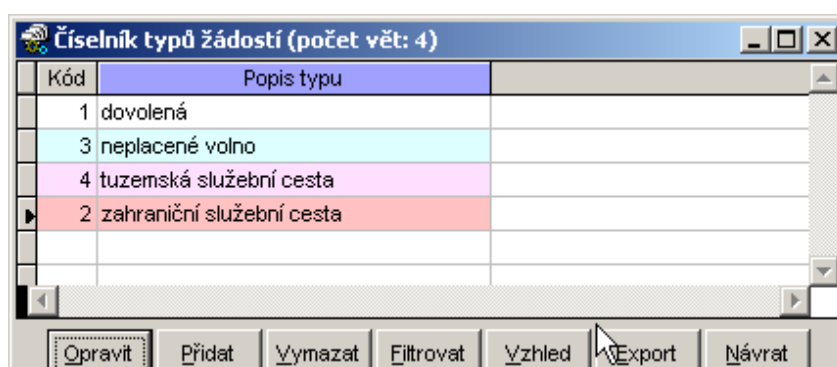 Číselník typů žádostí (počet vět: 4)
Kód Popis typu
1 dovolená
3 neplacené volno
4 tuzemská služební cesta
2 zahraniční služební cesta
Opravit Přidat Vymazat Filtrovat Vzhled Export Návrat